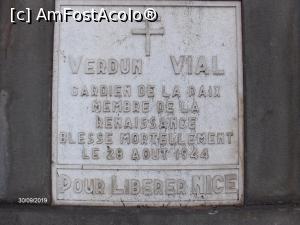 [c] AmFostAcolo®
VERDUN VIAL
GARDIEN DE LA PAIX
MEMBRE DE LA
RENAISSANCE
BLESSE MORTELLEMENT
LE 28 AOUT 1944
POUR LIBERER NICE
30/09/2019